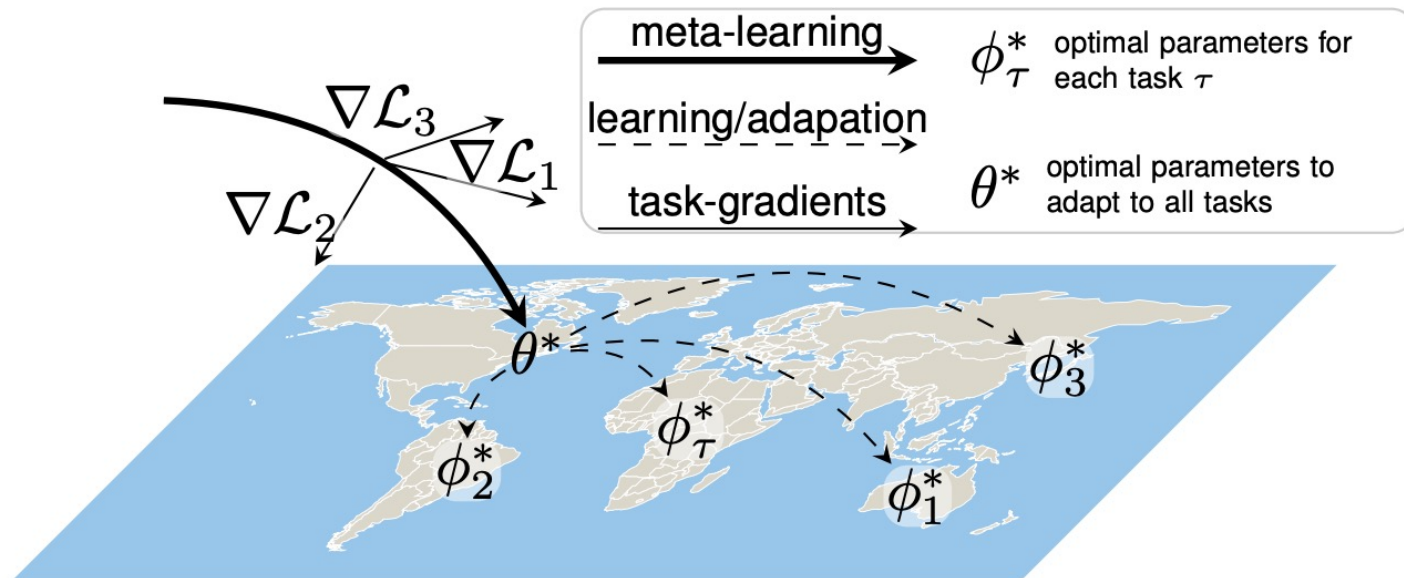 meta-learning
φ*τ optimal parameters for
each task τ
∇ℒ3
learning/adapation
∇ℒ1
θ* optimal parameters to
adapt to all tasks
∇ℒ2
task-gradients
θ*
φ*3
φ*τ
φ*2
φ*1